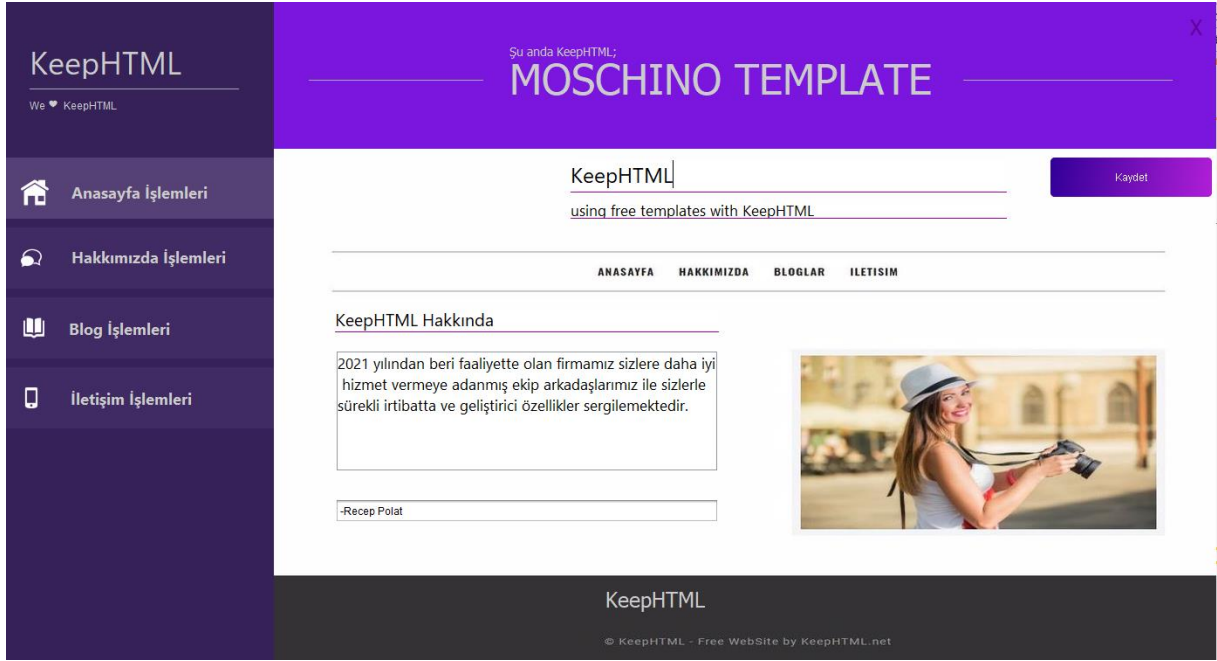 KeepHTML
We ♥ KeepHTML
Anasayfa İşlemleri
Hakkımızda İşlemleri
Blog İşlemleri
İletişim İşlemleri
X
Şu anda KeepHTML;
MOSCHINO TEMPLATE
KeepHTML
Kaydet
using free templates with KeepHTML
ANASAYFA HAKKIMIZDA BLOGLAR ILETISIM
KeepHTML Hakkında
2021 yılından beri faaliyette olan firmamız sizlere daha iyi
hizmet vermeye adanmış ekip arkadaşlarımız ile sizlerle
sürekli irtibatta ve geliştirici özellikler sergilemektedir.
-Recep Polat
KeepHTML
© KeepHTML - Free WebSite by KeepHTML.net